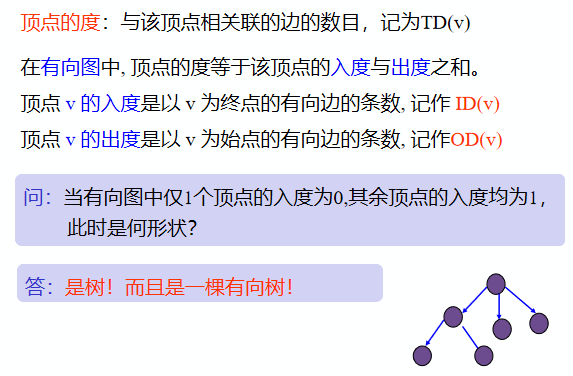 顶点的度：与该顶点相关联的边的数目，记为TD(v)
在有向图中, 顶点的度等于该顶点的入度与出度之和。
顶点 v 的入度是以 v 为终点的有向边的条数, 记作 ID(v)
顶点 v 的出度是以 v 为始点的有向边的条数, 记作OD(v)
问：当有向图中仅1个顶点的入度为0,其余顶点的入度均为1，
此时是何形状？
答：是树！而且是一棵有向树！